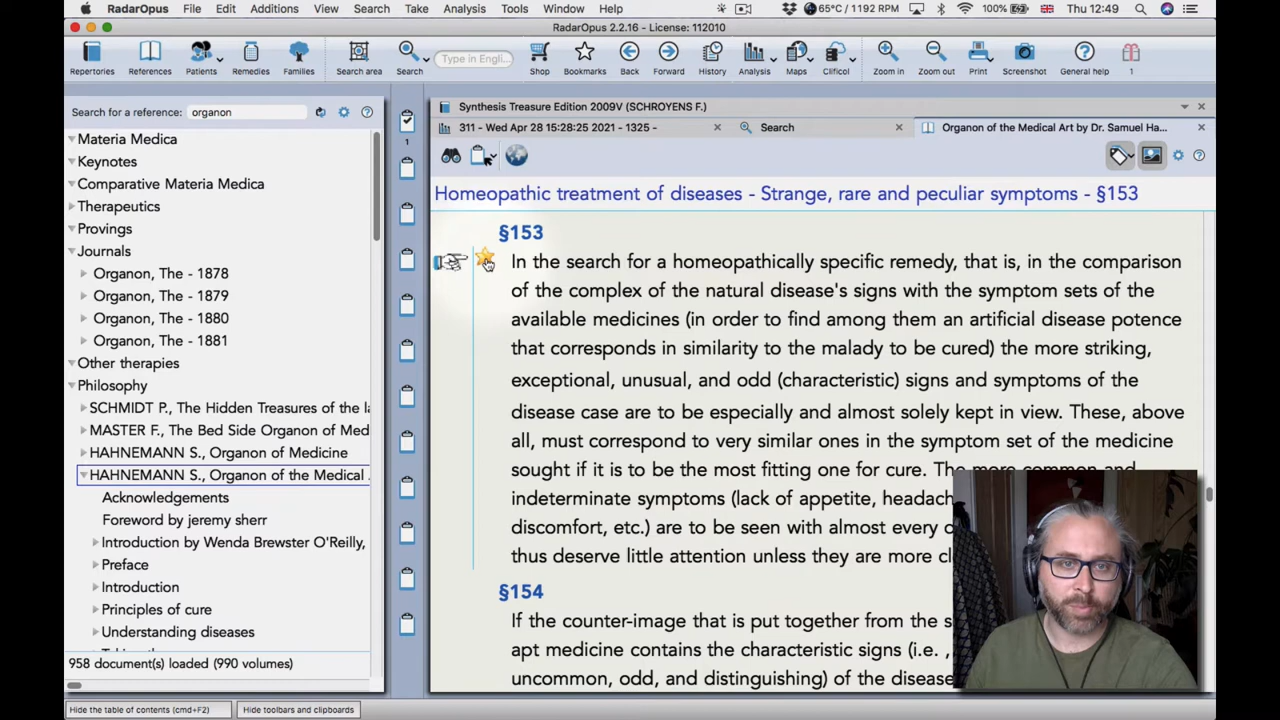 RadarOpus File Edit Additions View Search Take Analysis Tools Window Help 65°C / 1192 RPM 100% Thu 12:49
RadarOpus 2.2.16 - License: 112010
Repertories References Patients Remedies Families Search area Search Type in Engli... Shop Bookmarks Back Forward History Analysis Maps Clificol Zoom in Zoom out Print Screenshot General help 1
Search for a reference: organon
Materia Medica
Keynotes
Comparative Materia Medica
Therapeutics
Provings
Journals
Organon, The - 1878
Organon, The - 1879
Organon, The - 1880
Organon, The - 1881
Other therapies
Philosophy
SCHMIDT P., The Hidden Treasures of the la
MASTER F., The Bed Side Organon of Med
HAHNEMANN S., Organon of Medicine
HAHNEMANN S., Organon of the Medical
Acknowledgements
Foreword by jeremy sherr
Introduction by Wenda Brewster O'Reilly,
Preface
Introduction
Principles of cure
Understanding diseases
958 document(s) loaded (990 volumes)
Hide the table of contents (cmd+F2) Hide toolbars and clipboards
1
Synthesis Treasure Edition 2009V (SCHROYENS F.)
311 - Wed Apr 28 15:28:25 2021 - 1325 - Search Organon of the Medical Art by Dr. Samuel Ha...
Homeopathic treatment of diseases - Strange, rare and peculiar symptoms - §153
§153
In the search for a homeopathically specific remedy, that is, in the comparison
of the complex of the natural disease's signs with the symptom sets of the
available medicines (in order to find among them an artificial disease potence
that corresponds in similarity to the malady to be cured) the more striking,
exceptional, unusual, and odd (characteristic) signs and symptoms of the
disease case are to be especially and almost solely kept in view. These, above
all, must correspond to very similar ones in the symptom set of the medicine
sought if it is to be the most fitting one for cure. The more common and
indeterminate symptoms (lack of appetite, headach
discomfort, etc.) are to be seen with almost every
thus deserve little attention unless they are more
§154
If the counter-image that is put together from the s
apt medicine contains the characteristic signs (i.e. ,
uncommon, odd, and distinguishing) of the disease